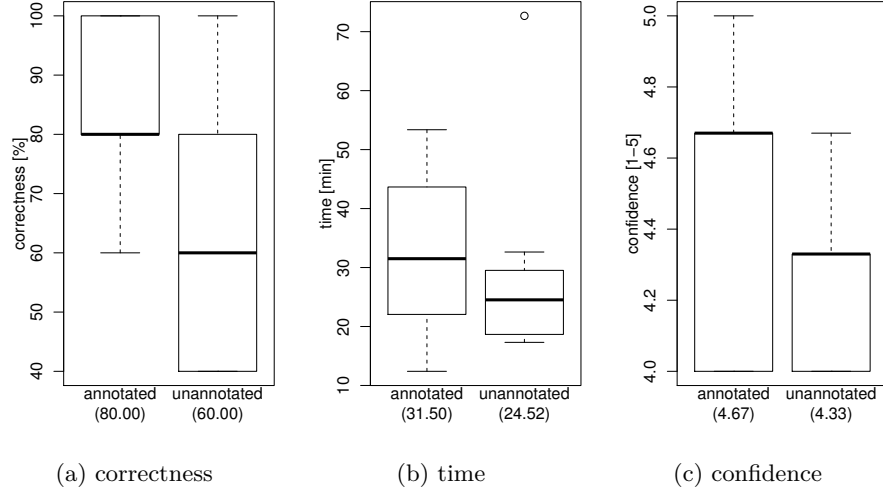 correctness [%]
100
90
80
70
60
50
40
annotated
(80.00)
unannotated
(60.00)
(a) correctness
time [min]
70
60
50
40
30
20
10
annotated
(31.50)
unannotated
(24.52)
(b) time
confidence [1−5]
5.0
4.8
4.6
4.4
4.2
4.0
annotated
(4.67)
unannotated
(4.33)
(c) confidence